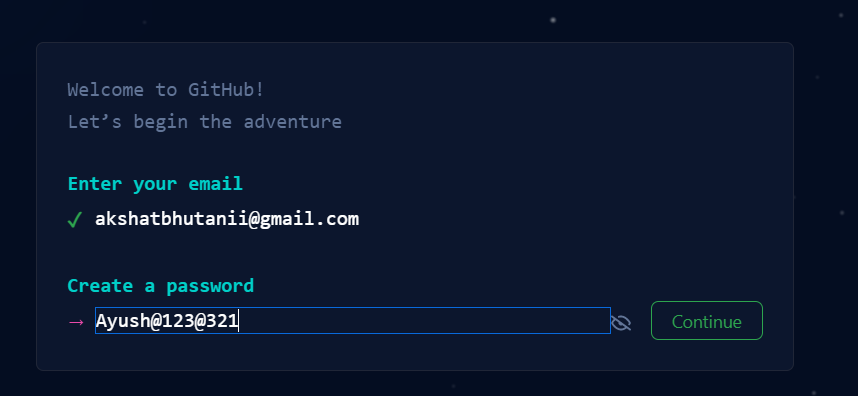 Welcome to GitHub!
Let’s begin the adventure
Enter your email
✓ akshatbhutanii@gmail.com
Create a password
→ Ayush@123@321
Continue